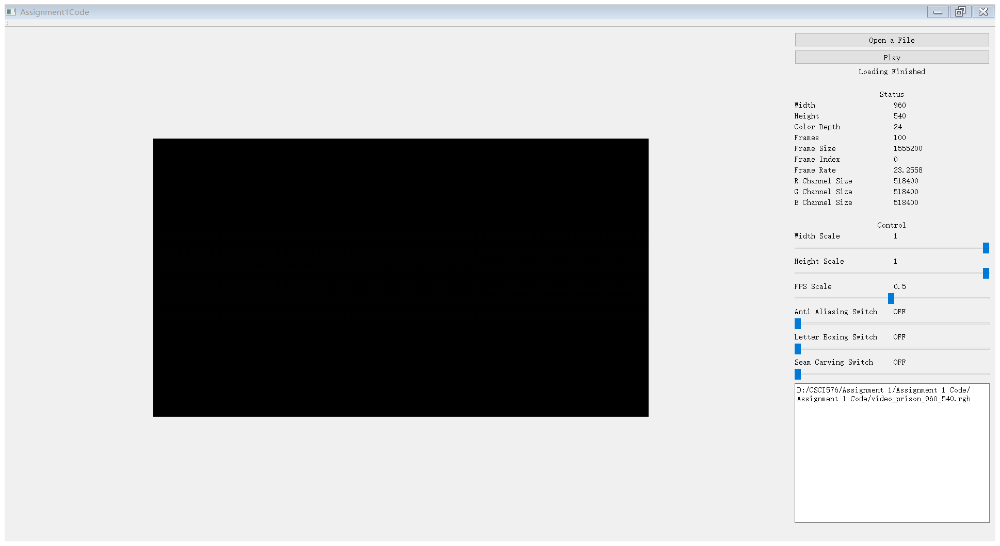 Assignment1Code
Open a File
Play
Loading Finished
Status
Width 960
Height 540
Color Depth 24
Frames 100
Frame Size 1555200
Frame Index 0
Frame Rate 23.2558
R Channel Size 518400
G Channel Size 518400
B Channel Size 518400
Control
Width Scale 1
Height Scale 1
FPS Scale 0.5
Anti Aliasing Switch OFF
Letter Boxing Switch OFF
Seam Carving Switch OFF
D:/CSCI576/Assignment 1/Assignment 1 Code/
Assignment 1 Code/video_prison_960_540.rgb